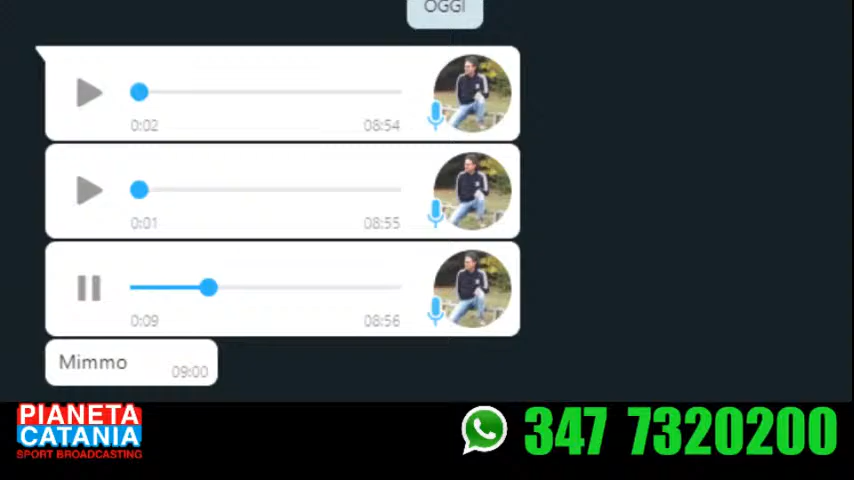 OGGI
0:02 08:54
0:01 08:55
0:09 08:56
Mimmo 09:00
PIANETA
CATANIA
SPORT BROADCASTING
347 7320200